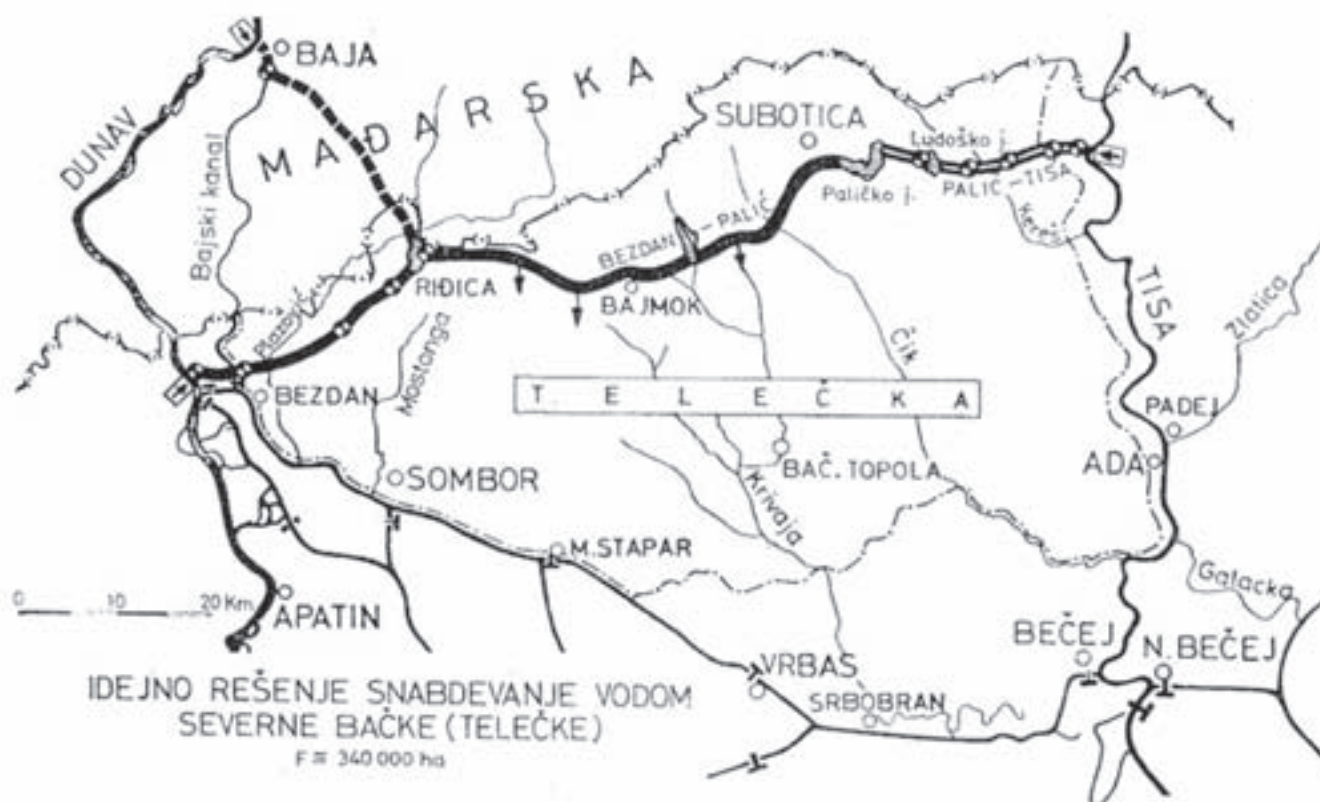 BAJA
MAĐARSKA
DUNAV
Bajski kanal
SUBOTICA
Ludoško j.
Paličko j.
PALIĆ-TISA
Kereš
BEZDAN - PALIĆ
RIĐICA
BAJMOK
Plazović
Mostonga
Čik
TISA
Zlatica
BEZDAN
TELEČKA
PADEJ
SOMBOR
BAČ. TOPOLA
ADA
Krivaja
M. STAPAR
0 10 20 Km
APATIN
Galacka
BEČEJ
N. BEČEJ
VRBAS
SRBOBRAN
IDEJNO REŠENJE SNABDEVANJE VODOM
SEVERNE BAČKE (TELEČKE)
F ≅ 340 000 ha